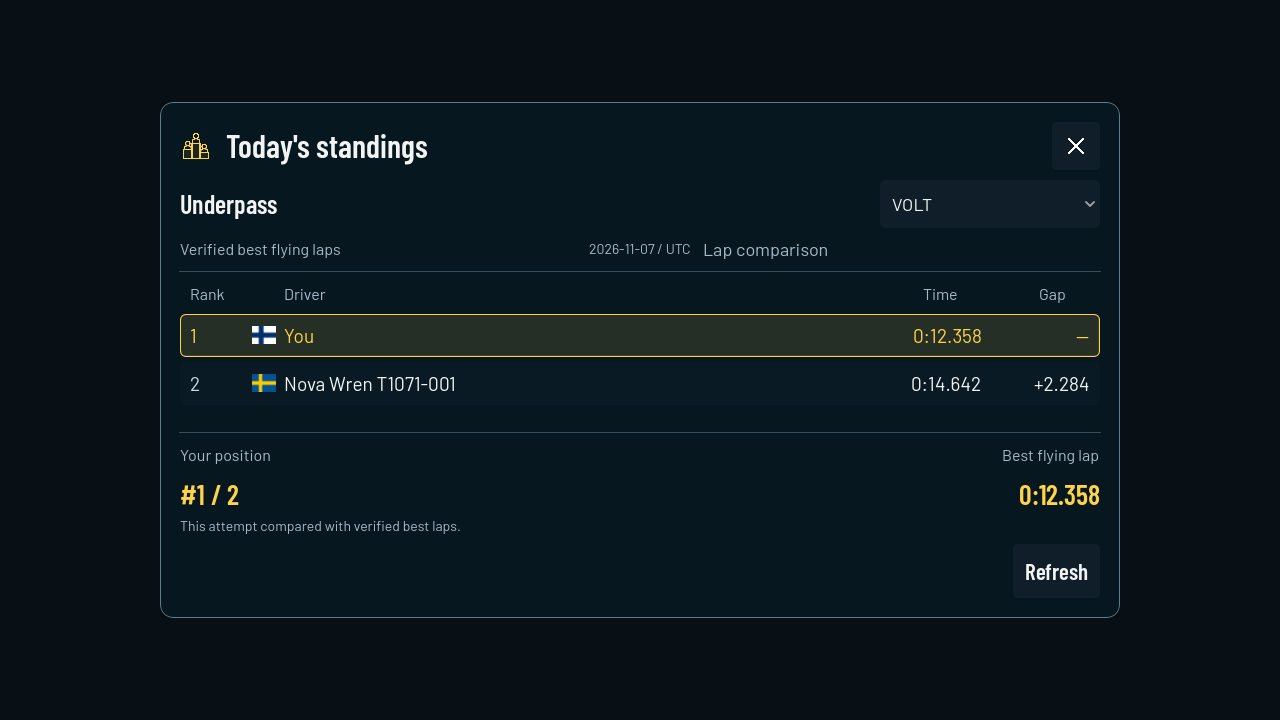 Today's standings
Underpass
VOLT
Verified best flying laps
2026-11-07 / UTC
Lap comparison
Rank Driver Time Gap
1 You 0:12.358 —
2 Nova Wren T1071-001 0:14.642 +2.284
Your position
Best flying lap
#1 / 2
0:12.358
This attempt compared with verified best laps.
Refresh